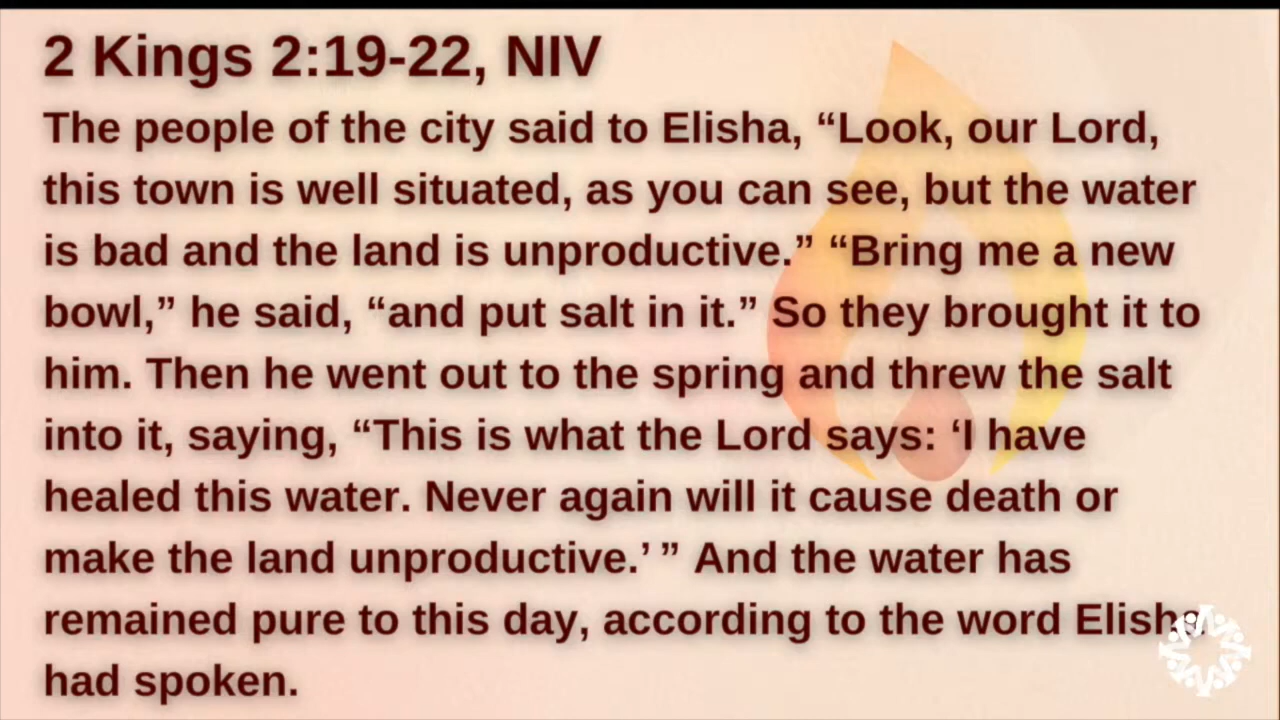 2 Kings 2:19-22, NIV
The people of the city said to Elisha, “Look, our Lord,
this town is well situated, as you can see, but the water
is bad and the land is unproductive.” “Bring me a new
bowl,” he said, “and put salt in it.” So they brought it to
him. Then he went out to the spring and threw the salt
into it, saying, “This is what the Lord says: ‘I have
healed this water. Never again will it cause death or
make the land unproductive.’ ” And the water has
remained pure to this day, according to the word Elisha
had spoken.